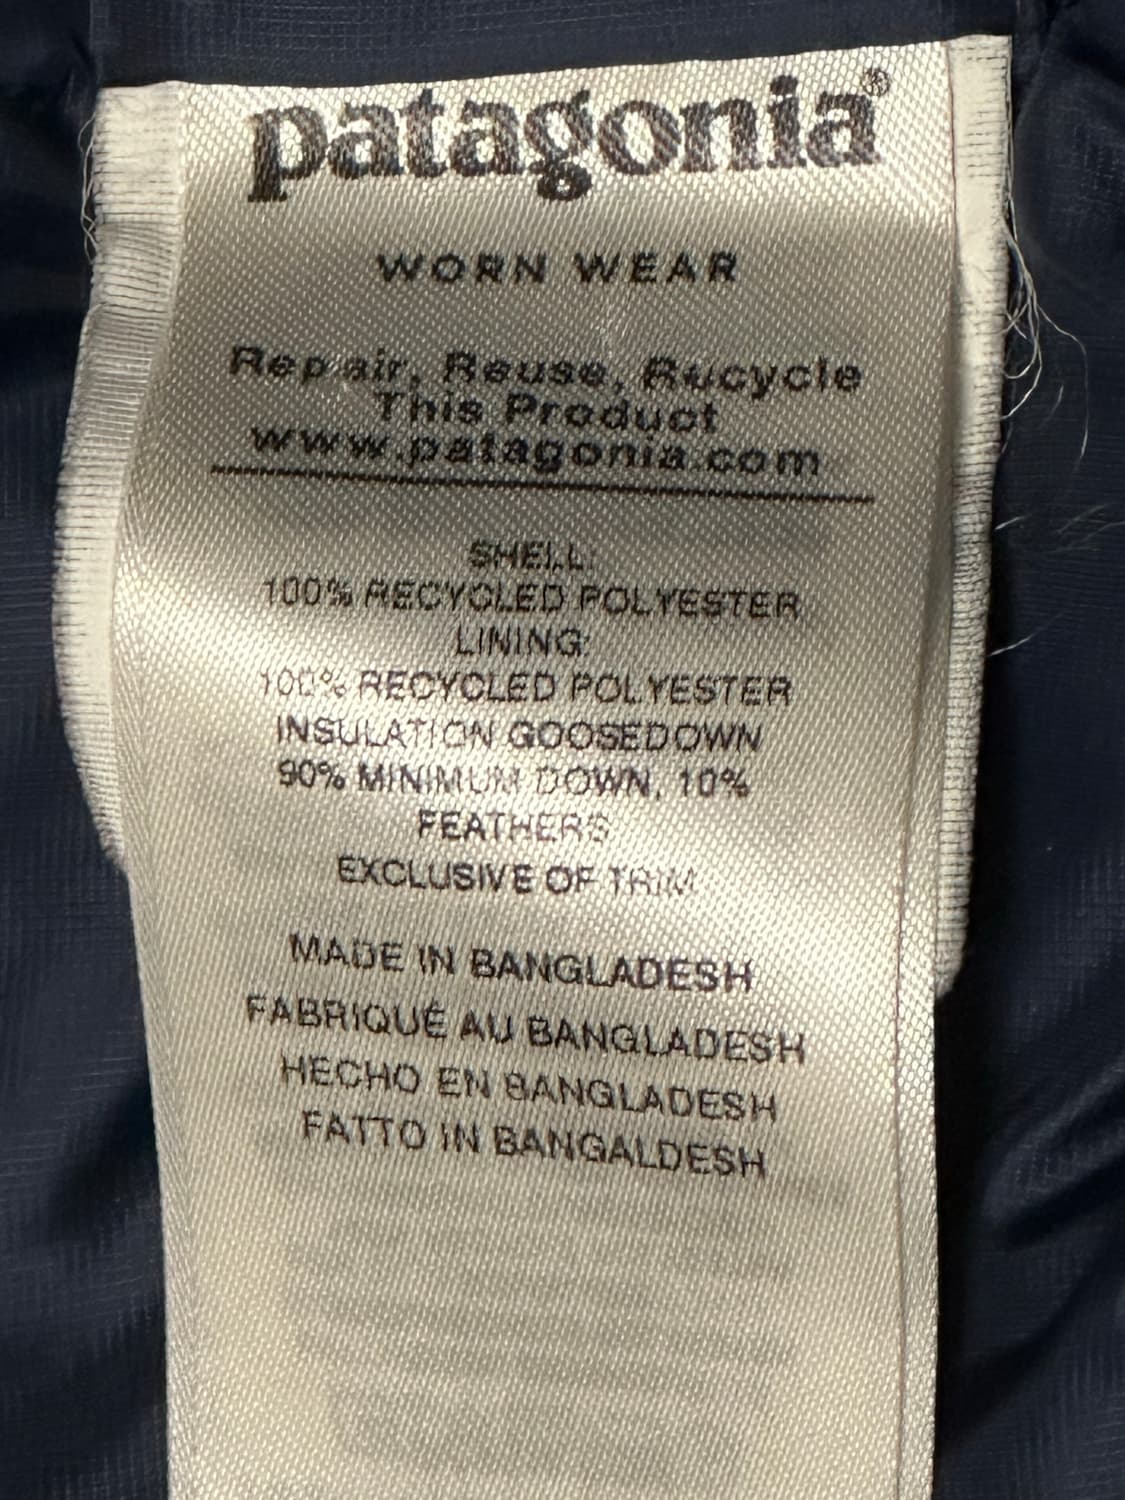 patagonia®
WORN WEAR
Repair, Reuse, Recycle
This Product
www.patagonia.com
SHELL:
100% RECYCLED POLYESTER
LINING:
100% RECYCLED POLYESTER
INSULATION GOOSEDOWN
90% MINIMUM DOWN, 10%
FEATHERS
EXCLUSIVE OF TRIM
MADE IN BANGLADESH
FABRIQUÉ AU BANGLADESH
HECHO EN BANGLADESH
FATTO IN BANGALDESH